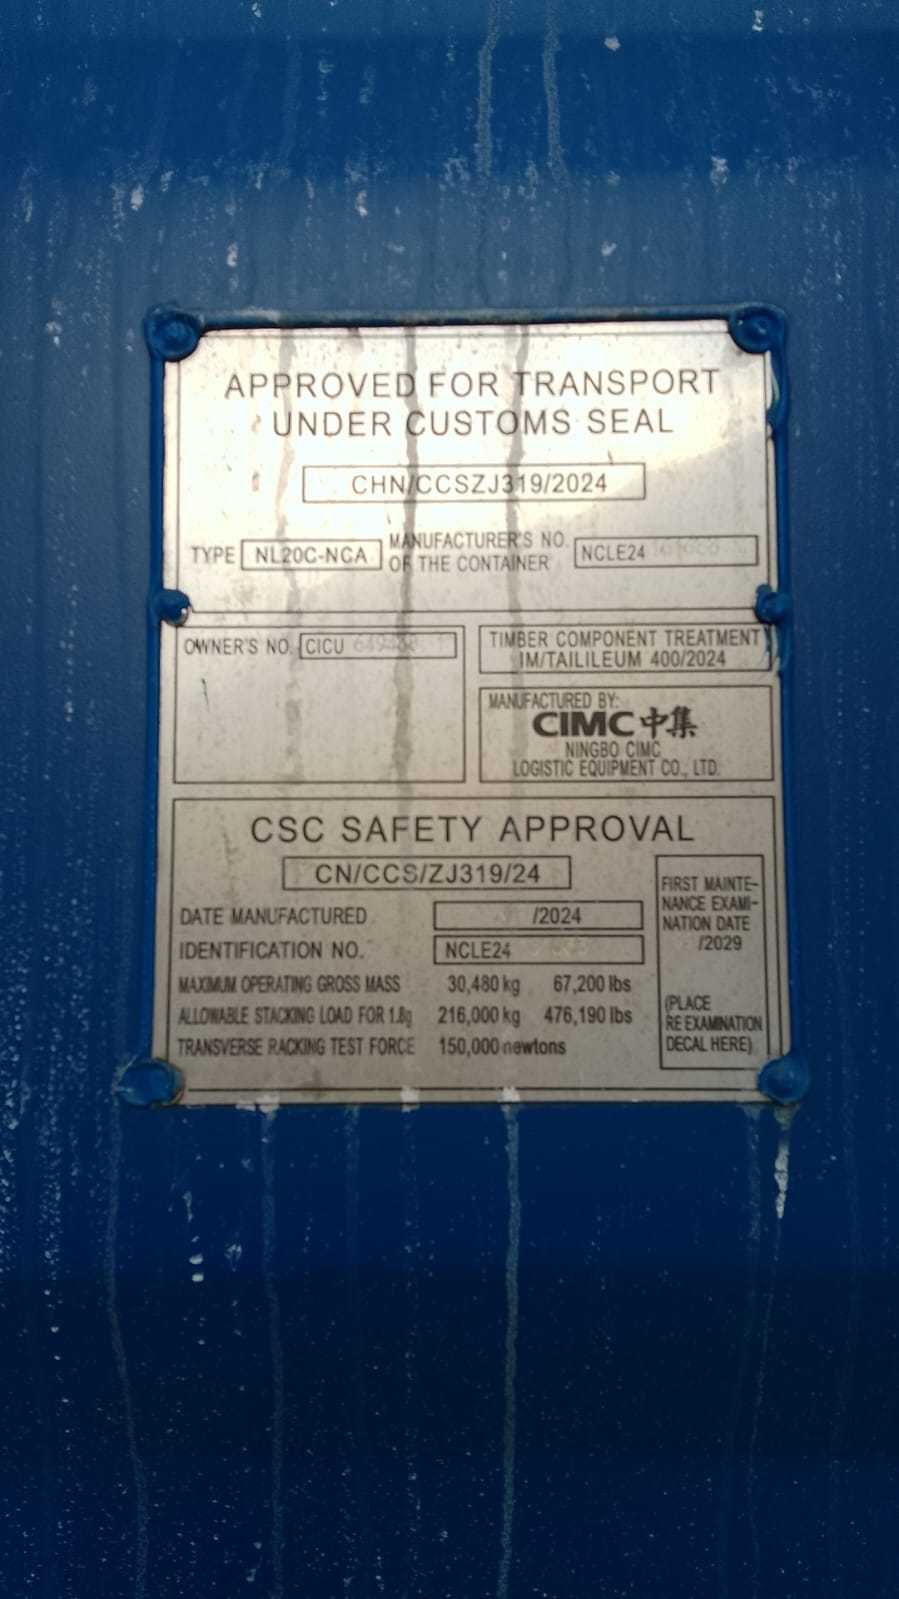 APPROVED FOR TRANSPORT
UNDER CUSTOMS SEAL
CHN/CCSZJ319/2024
TYPE NL20C-NCA MANUFACTURER'S NO.
OF THE CONTAINER NCLE24
OWNER'S NO. CICU
TIMBER COMPONENT TREATMENT
IM/TAILILEUM 400/2024
MANUFACTURED BY:
CIMC 中集
NINGBO CIMC
LOGISTIC EQUIPMENT CO., LTD.
CSC SAFETY APPROVAL
CN/CCS/ZJ319/24
DATE MANUFACTURED /2024
IDENTIFICATION NO. NCLE24
MAXIMUM OPERATING GROSS MASS 30,480 kg 67,200 lbs
ALLOWABLE STACKING LOAD FOR 1.8g 216,000 kg 476,190 lbs
TRANSVERSE RACKING TEST FORCE 150,000 newtons
FIRST MAINTE-
NANCE EXAMI-
NATION DATE
/2029
(PLACE
RE EXAMINATION
DECAL HERE)